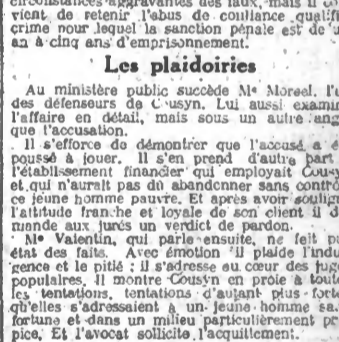 circonstances aggravantes des faux, mais il
vient de retenir l'abus de confiance qualifi
crime pour lequel la sanction pénale est de
an à cinq ans d'emprisonnement.
Les plaidoiries
Au ministère public succède Me Moreel, l'
des défenseurs de Cousyn. Lui aussi examin
l'affaire en détail, mais sous un autre ang
que l'accusation.
Il s'efforce de démontrer que l'accusé a é
poussé à jouer. Il s'en prend d'autre part
l'établissement financier qui employait Cousy
et qui n'aurait pas dû abandonner sans contrô
ce jeune homme pauvre. Et après avoir soulign
l'attitude franche et loyale de son client il d
mande aux jurés un verdict de pardon.
Me Valentin, qui parle ensuite, ne fait p
état des faits. Avec émotion il plaide l'indu
gence et la pitié ; il s'adresse au cœur des jug
populaires. Il montre Cousyn en proie à toute
les tentations, tentations d'autant plus forte
qu'elles s'adressaient à un jeune homme sa
fortune et dans un milieu particulièrement pr
pice. Et l'avocat sollicite l'acquittement.